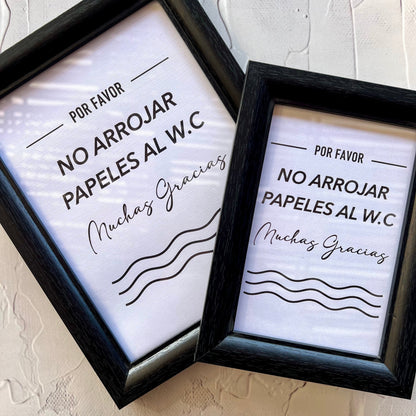 POR FAVOR
NO ARROJAR
PAPELES AL W.C
Muchas Gracias
POR FAVOR
NO ARROJAR
PAPELES AL W.C
Muchas Gracias